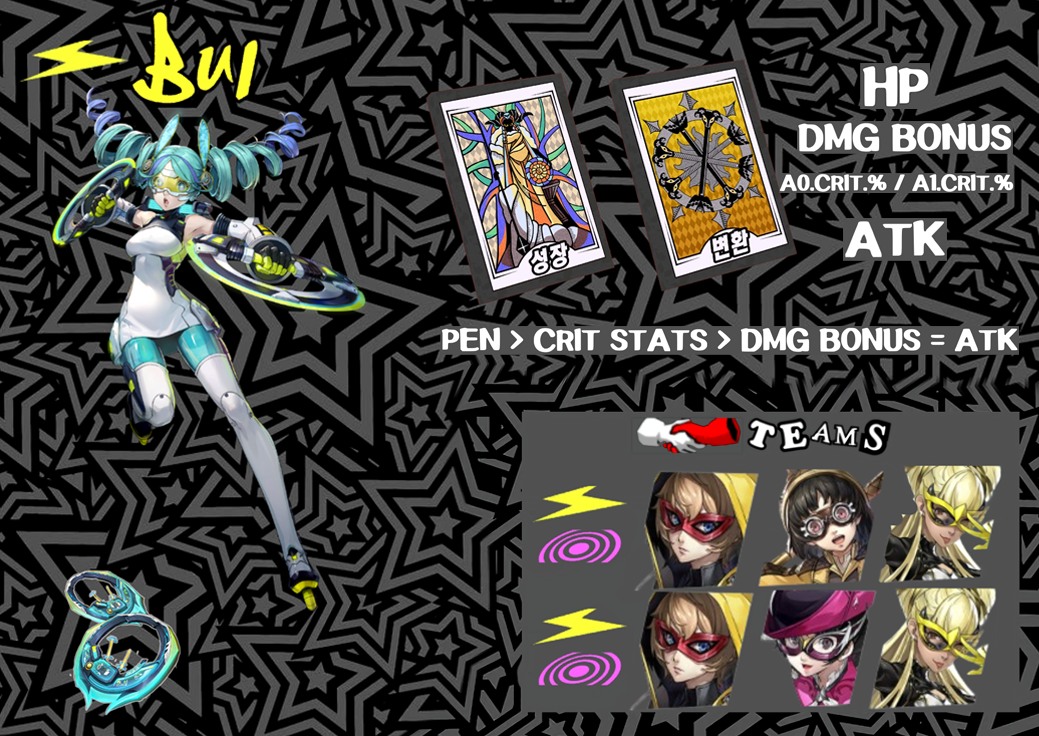 BUI
성장
변환
HP
DMG BONUS
A0.CRIT.% / A1.CRIT.%
ATK
PEN > CRIT STATS > DMG BONUS = ATK
TEAMS